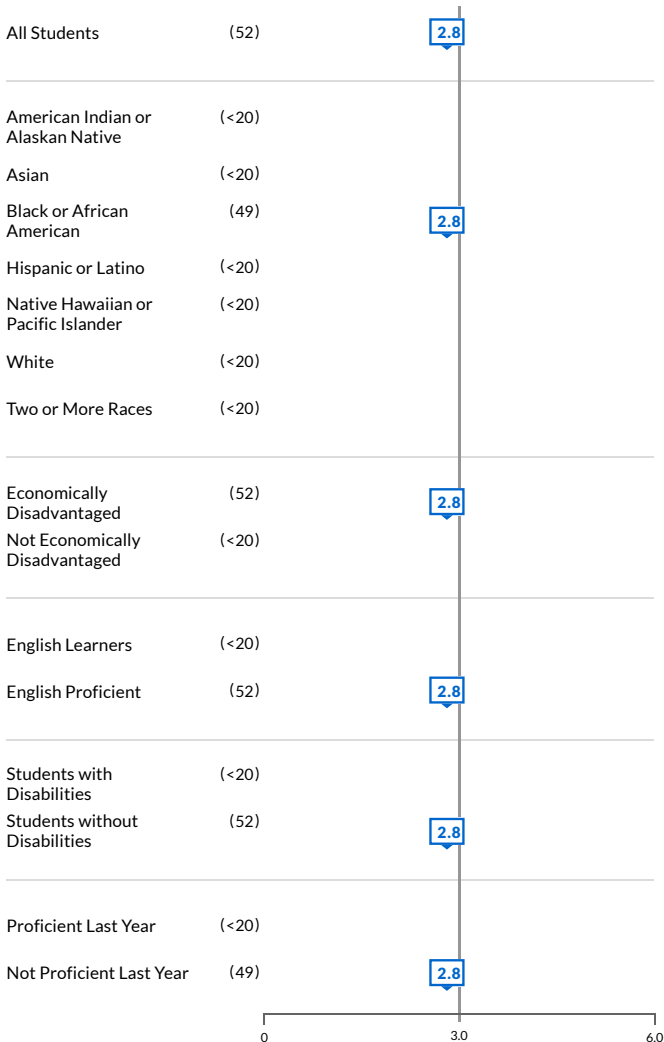 All Students (52) 2.8
American Indian or (<20)
Alaskan Native
Asian (<20)
Black or African (49) 2.8
American
Hispanic or Latino (<20)
Native Hawaiian or (<20)
Pacific Islander
White (<20)
Two or More Races (<20)
Economically (52) 2.8
Disadvantaged
Not Economically (<20)
Disadvantaged
English Learners (<20)
English Proficient (52) 2.8
Students with (<20)
Disabilities
Students without (52) 2.8
Disabilities
Proficient Last Year (<20)
Not Proficient Last Year (49) 2.8
0 3.0 6.0